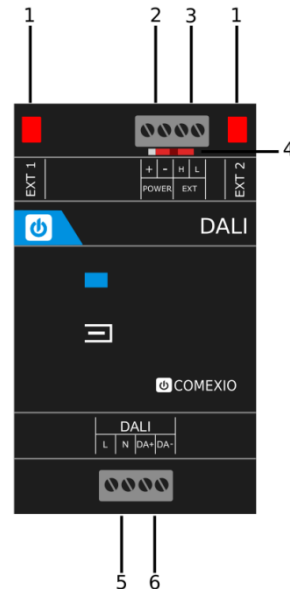 1 2 3 1
4
EXT 1
+ - H L
POWER EXT
EXT 2
DALI
COMEXIO
DALI
L N DA+ DA-
5 6